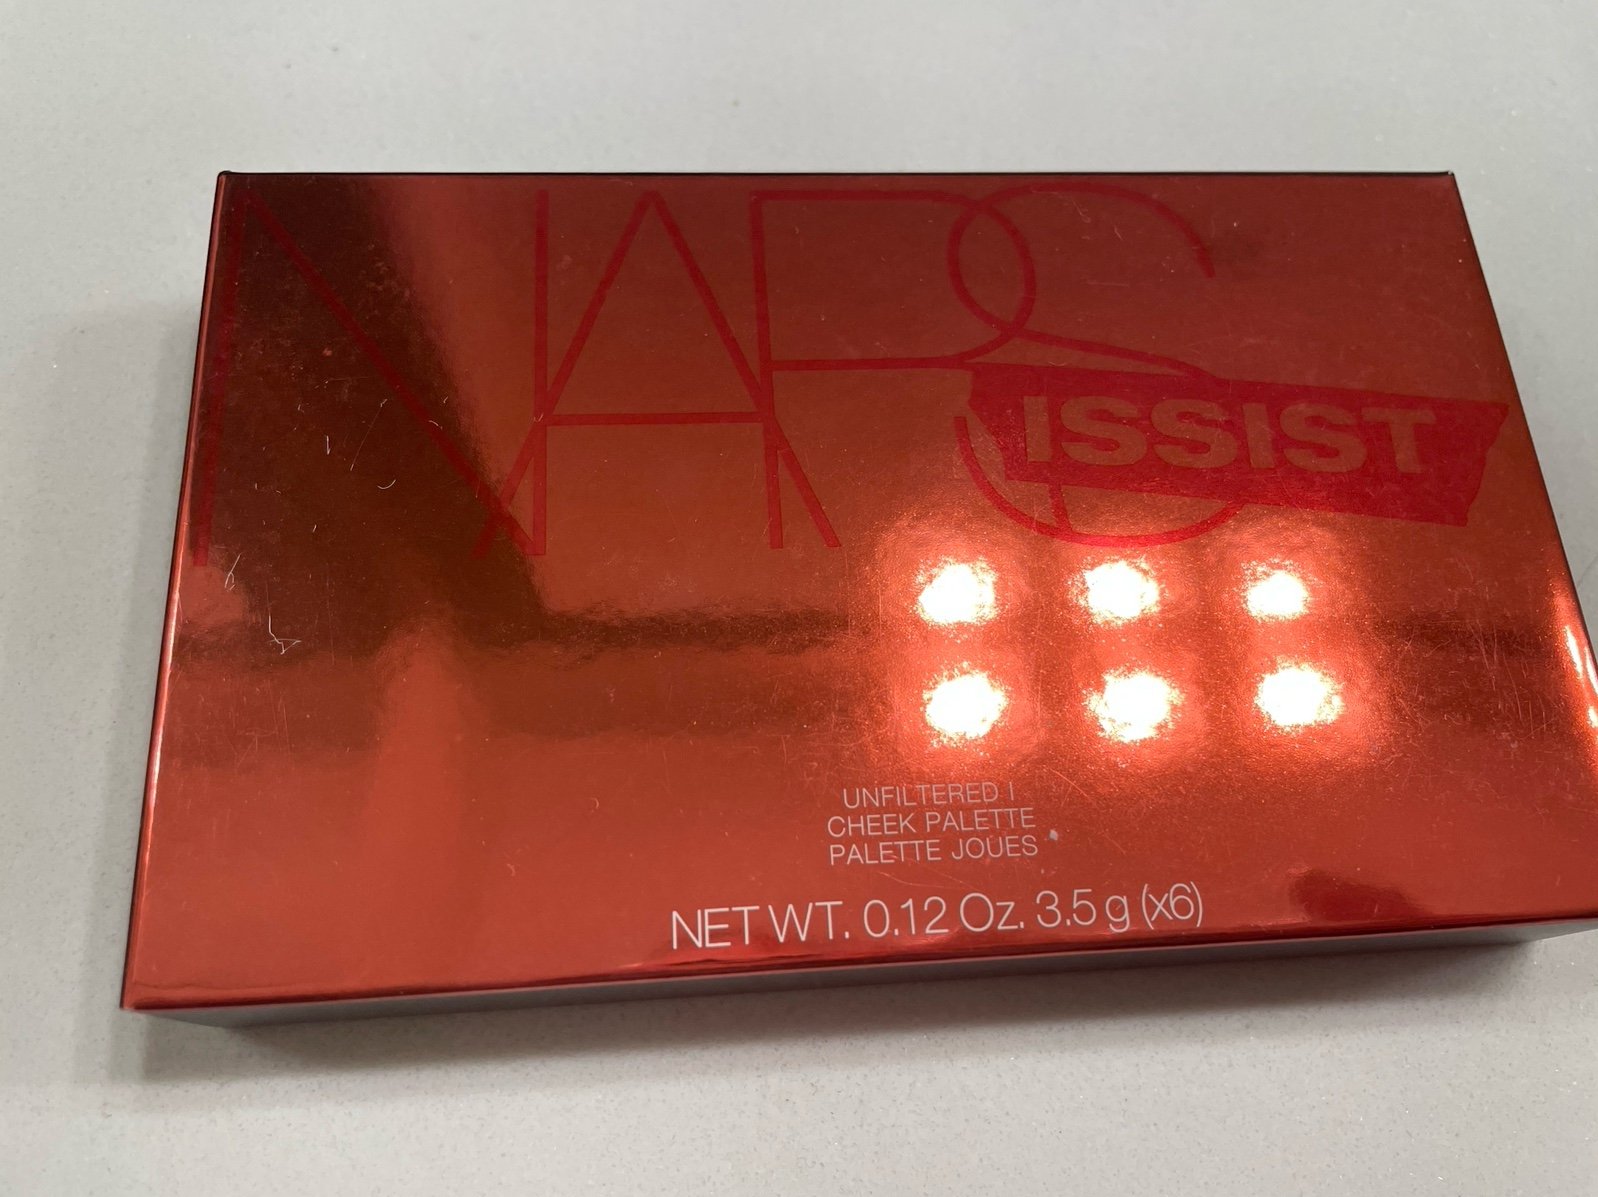 NARS
ISSIST
UNFILTERED I
CHEEK PALETTE
PALETTE JOUES
NET WT. 0.12 Oz. 3.5 g (x6)